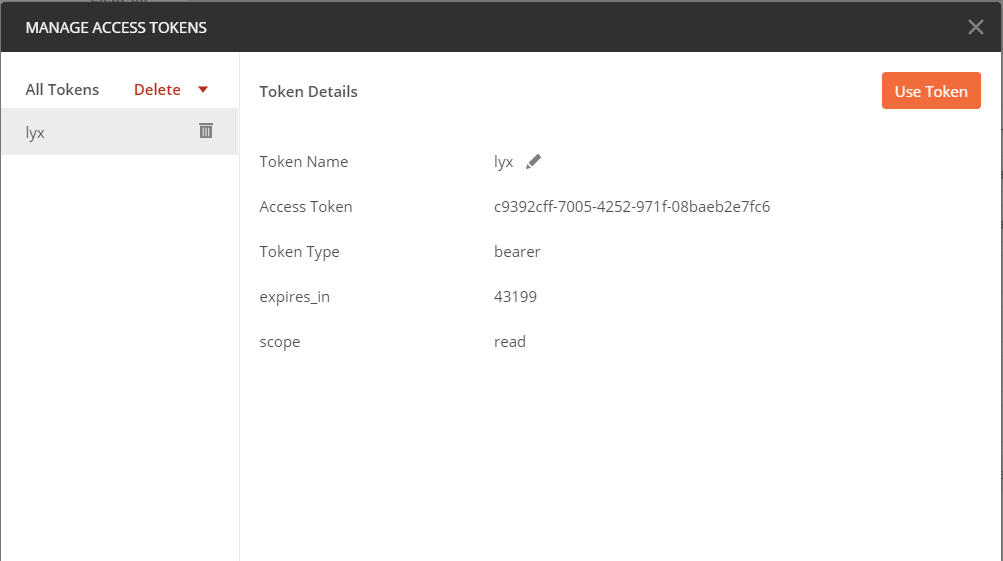 MANAGE ACCESS TOKENS
All Tokens Delete
lyx
Token Details Use Token
Token Name lyx
Access Token c9392cff-7005-4252-971f-08baeb2e7fc6
Token Type bearer
expires_in 43199
scope read